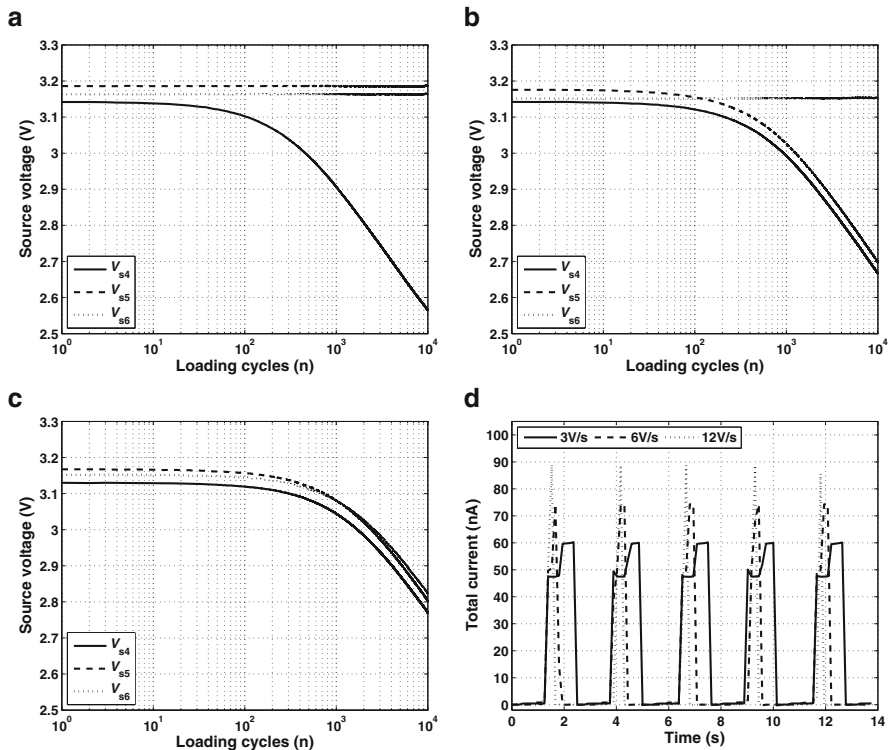 a
3.3
3.2
3.1
3
2.9
2.8
2.7
2.6
2.5
Source voltage (V)
V_s4
V_s5
V_s6
10^0 10^1 10^2 10^3 10^4
Loading cycles (n)
b
3.3
3.2
3.1
3
2.9
2.8
2.7
2.6
2.5
Source voltage (V)
V_s4
V_s5
V_s6
10^0 10^1 10^2 10^3 10^4
Loading cycles (n)
c
3.3
3.2
3.1
3
2.9
2.8
2.7
2.6
2.5
Source voltage (V)
V_s4
V_s5
V_s6
10^0 10^1 10^2 10^3 10^4
Loading cycles (n)
d
3V/s 6V/s 12V/s
100
90
80
70
60
50
40
30
20
10
0
Total current (nA)
0 2 4 6 8 10 12 14
Time (s)